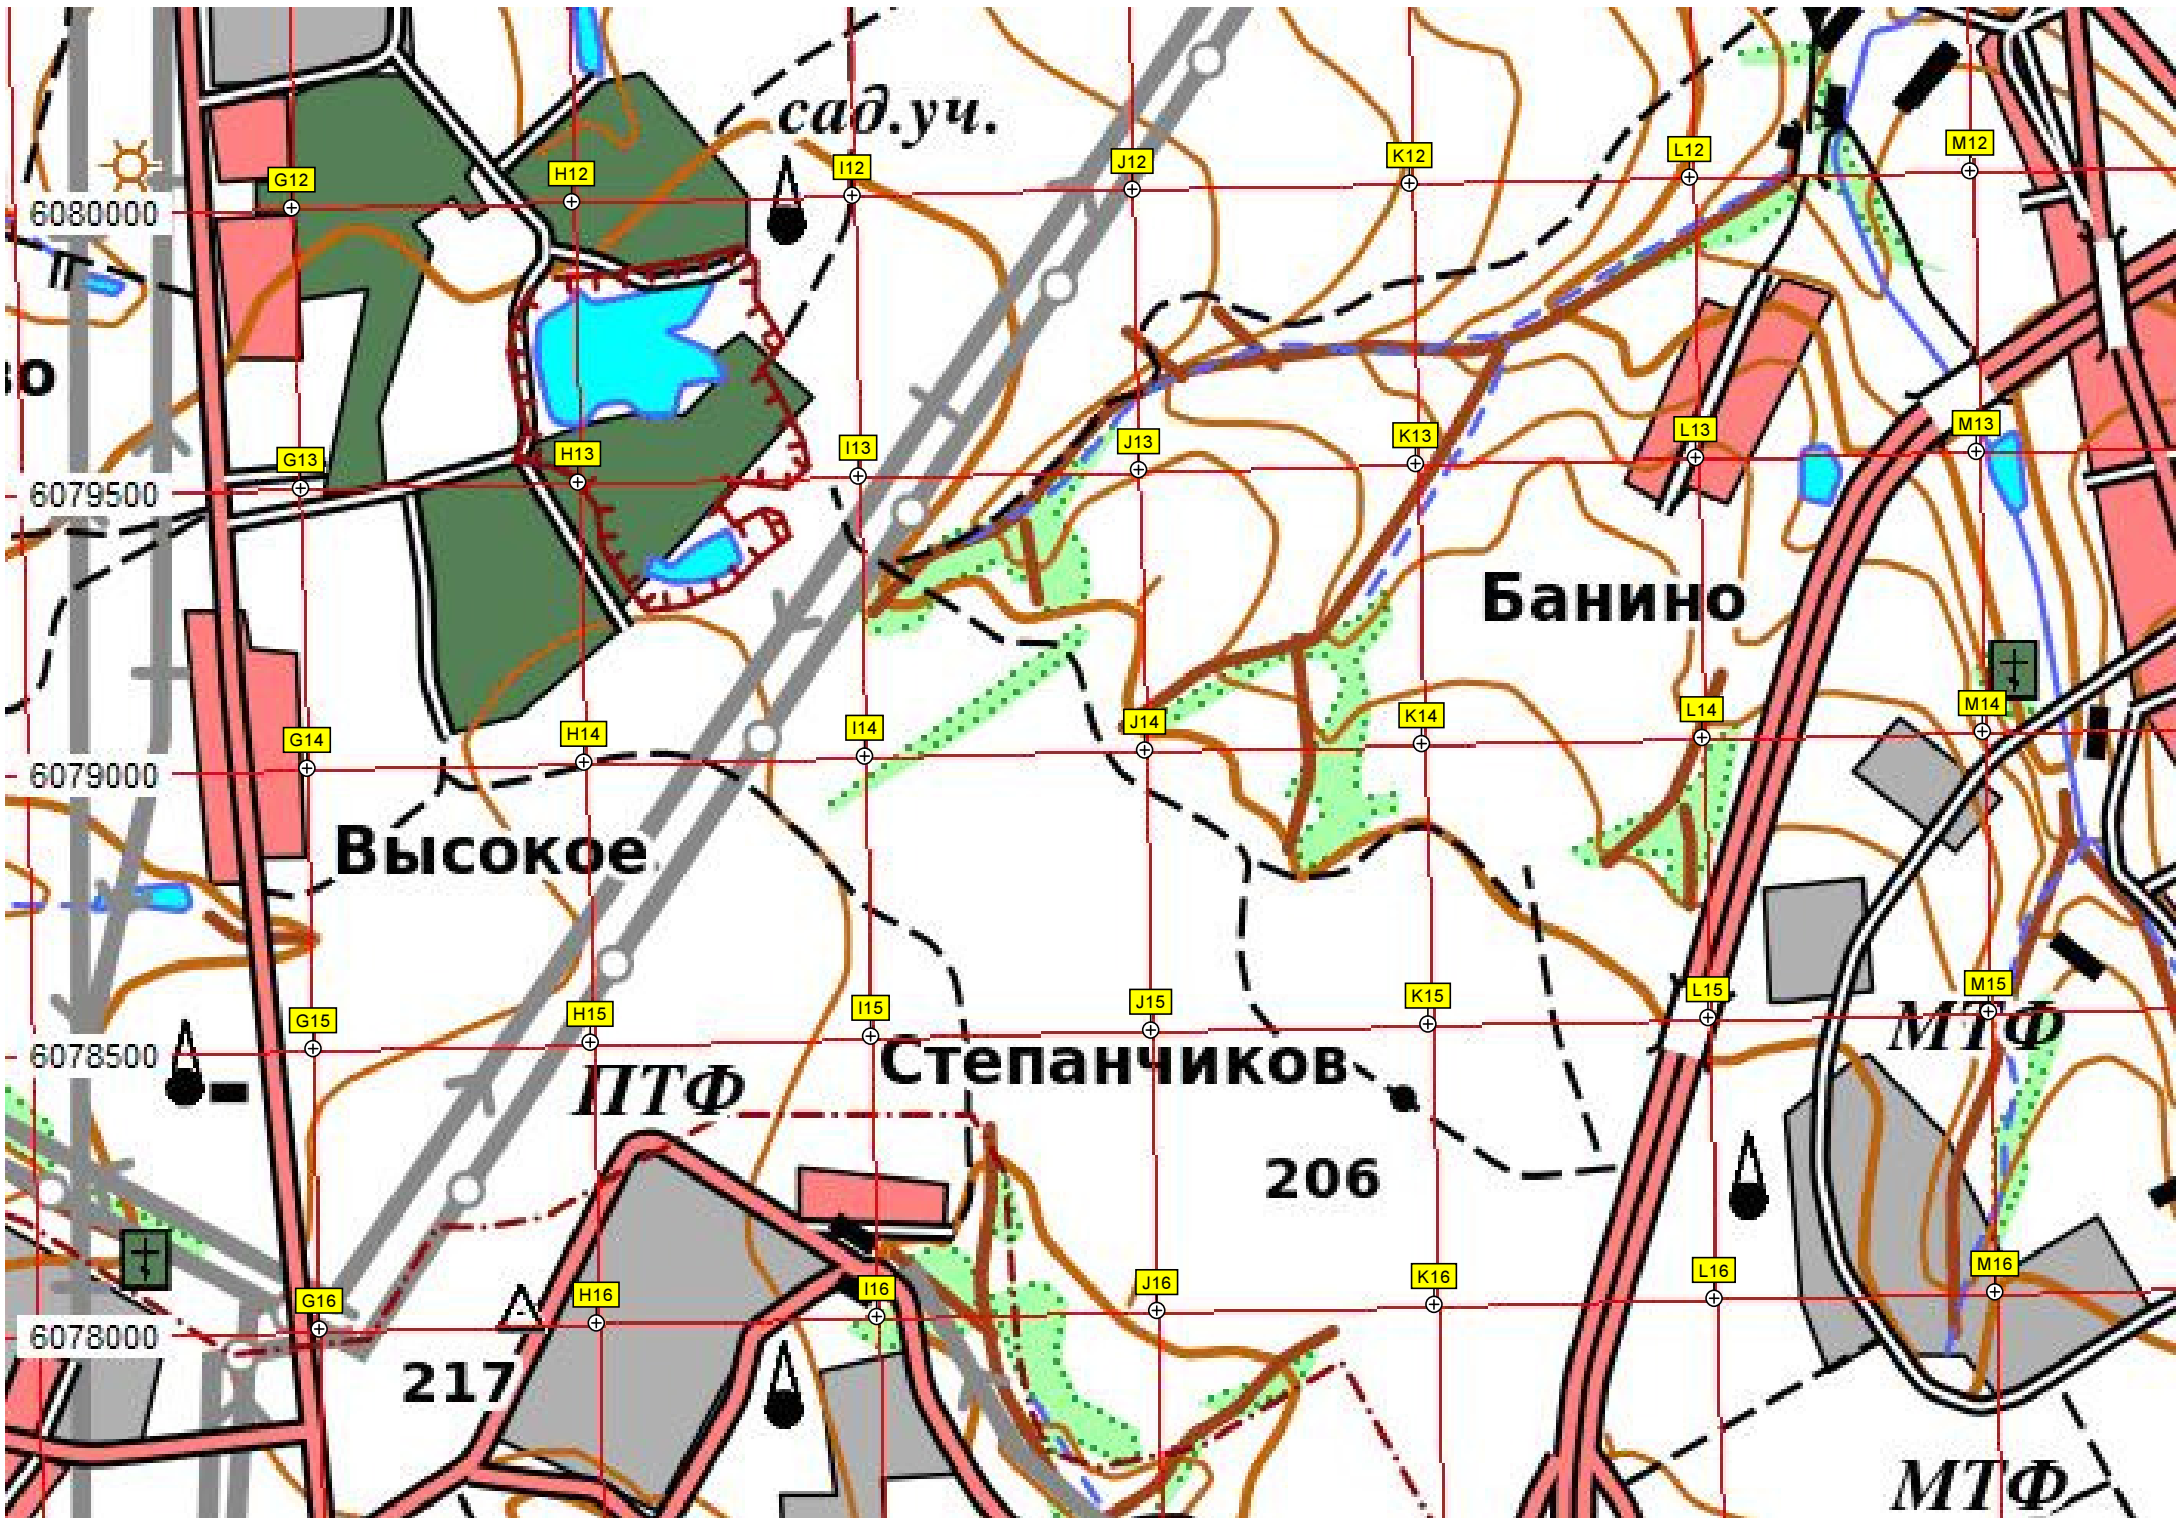 сад.уч.
G12 H12 I12 J12 K12 L12 M12
6080000
во
G13 H13 I13 J13 K13 L13 M13
6079500
Банино
G14 H14 I14 J14 K14 L14 M14
6079000
Высокое
G15 H15 I15 J15 K15 L15 M15
МТФ
6078500
Степанчиков
ПТФ
206
G16 H16 I16 J16 K16 L16 M16
6078000
217
МТФ